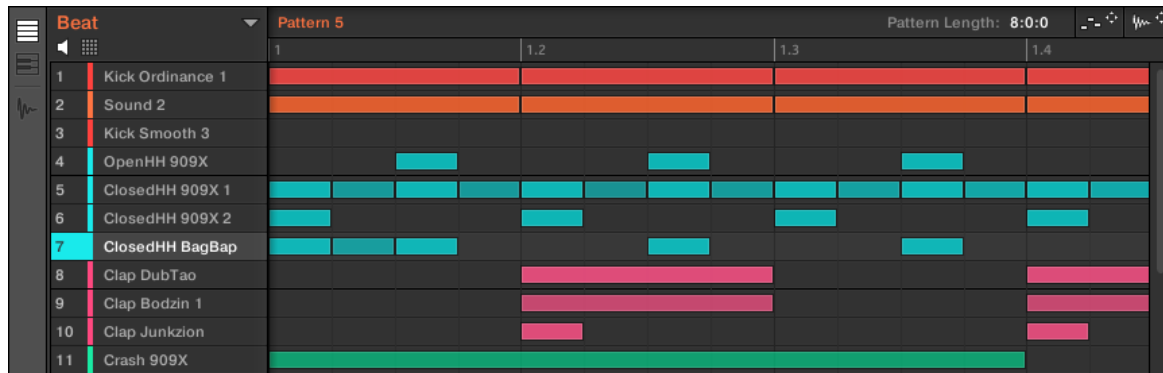 Beat Pattern 5 Pattern Length: 8:0:0
1 1.2 1.3 1.4
1 Kick Ordinance 1
2 Sound 2
3 Kick Smooth 3
4 OpenHH 909X
5 ClosedHH 909X 1
6 ClosedHH 909X 2
7 ClosedHH BagBap
8 Clap DubTao
9 Clap Bodzin 1
10 Clap Junkzion
11 Crash 909X